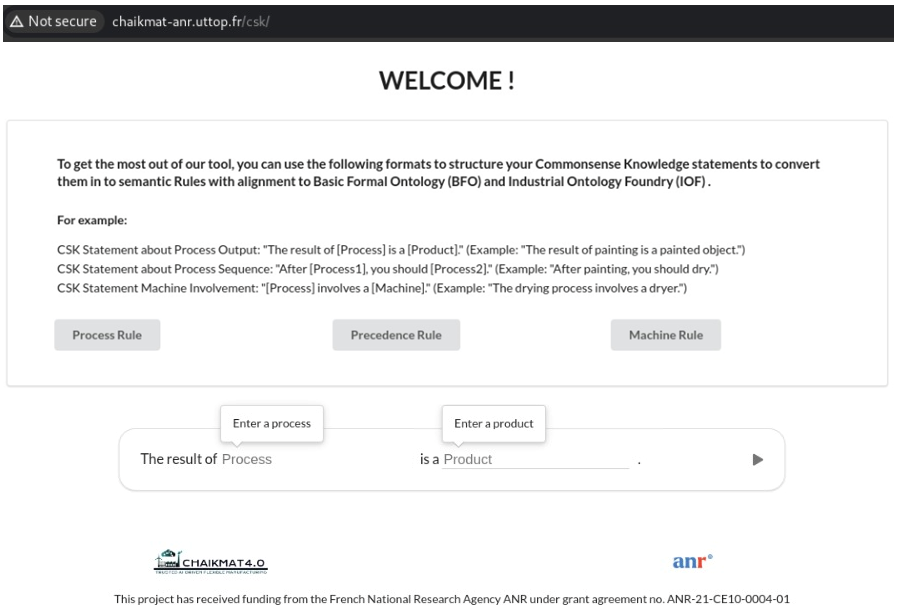 Not secure chaikmat-anr.uttop.fr/csk/
WELCOME !
To get the most out of our tool, you can use the following formats to structure your Commonsense Knowledge statements to convert
them in to semantic Rules with alignment to Basic Formal Ontology (BFO) and Industrial Ontology Foundry (IOF) .
For example:
CSK Statement about Process Output: "The result of [Process] is a [Product]." (Example: "The result of painting is a painted object.")
CSK Statement about Process Sequence: "After [Process1], you should [Process2]." (Example: "After painting, you should dry.")
CSK Statement Machine Involvement: "[Process] involves a [Machine]." (Example: "The drying process involves a dryer.")
Process Rule Precedence Rule Machine Rule
Enter a process Enter a product
The result of Process is a Product .
CHAIKMAT4.0 anr
TRUSTED AI DRIVEN FLEXIBLE MANUFACTURING
This project has received funding from the French National Research Agency ANR under grant agreement no. ANR-21-CE10-0004-01